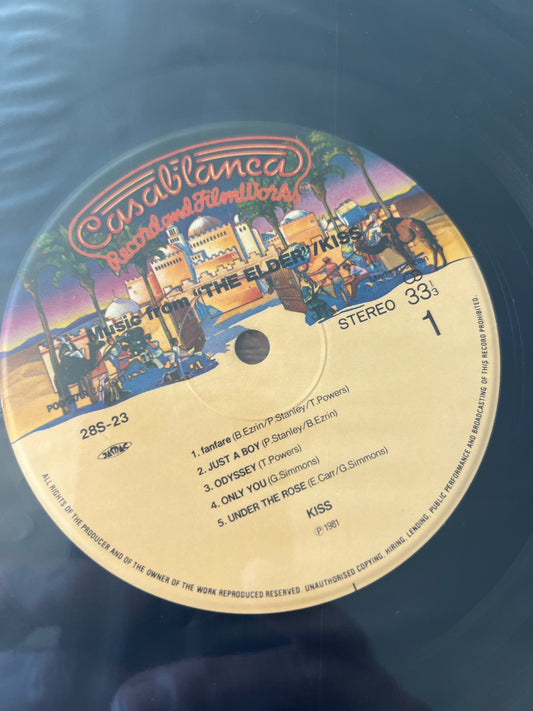 Casablanca
Record and FilmWorks
Music from "THE ELDER"/KISS
STEREO 33 1/3
1
28S-23
JASRAC
1. fanfare (B.Ezrin/P.Stanley/T.Powers)
2. JUST A BOY (P.Stanley/B.Ezrin)
3. ODYSSEY (T.Powers)
4. ONLY YOU (G.Simmons)
5. UNDER THE ROSE (E.Carr/G.Simmons)
KISS
Ⓟ 1981
ALL RIGHTS OF THE PRODUCER AND OF THE OWNER OF THE WORK REPRODUCED RESERVED. UNAUTHORISED COPYING, HIRING, LENDING, PUBLIC PERFORMANCE AND BROADCASTING OF THIS RECORD PROHIBITED.